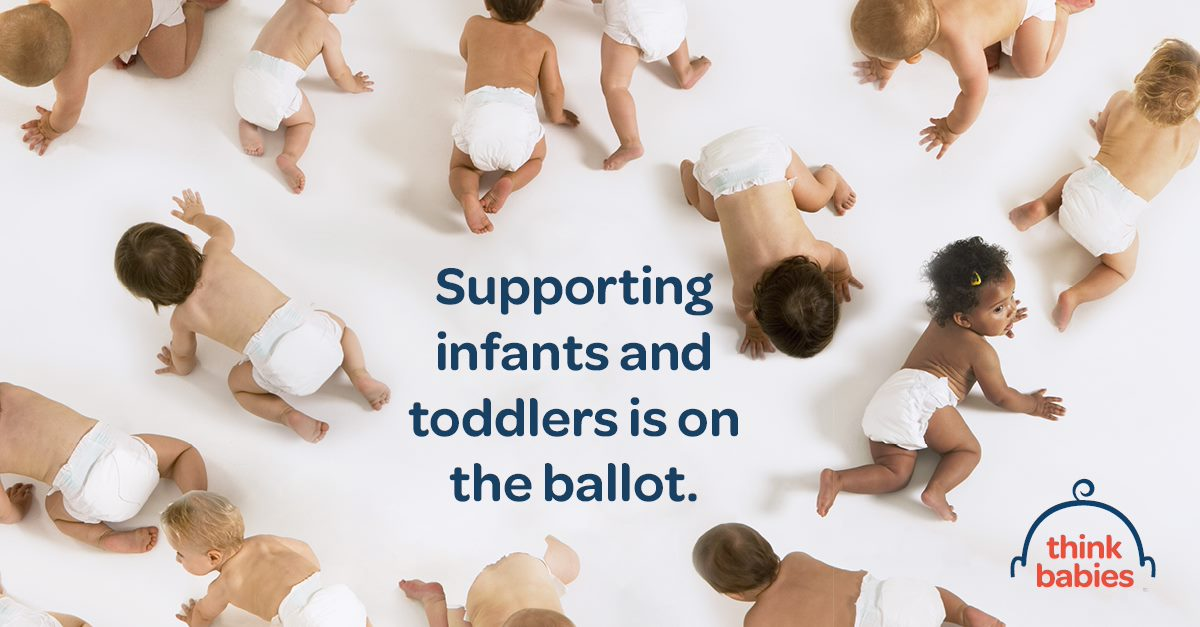 Supporting
infants and
toddlers is on
the ballot.
think
babies